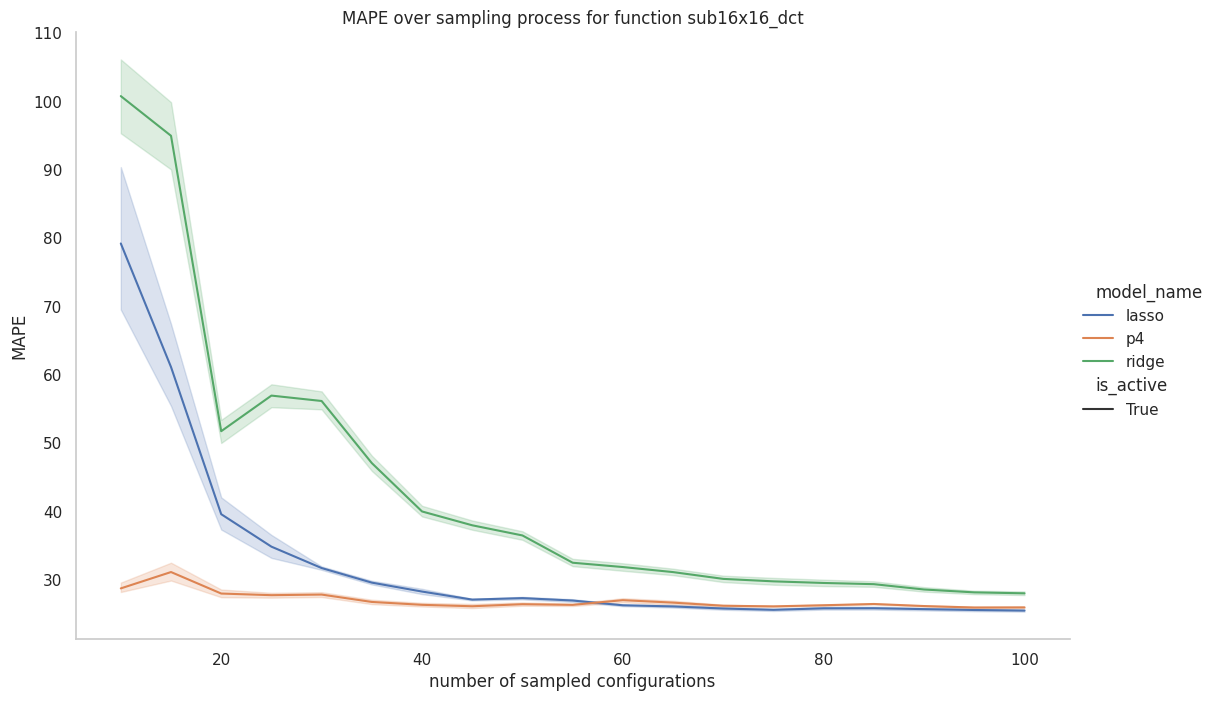 MAPE over sampling process for function sub16x16_dct
110
100
90
80
70
60
50
40
30
MAPE
20
40
60
80
100
number of sampled configurations
model_name
lasso
p4
ridge
is_active
True